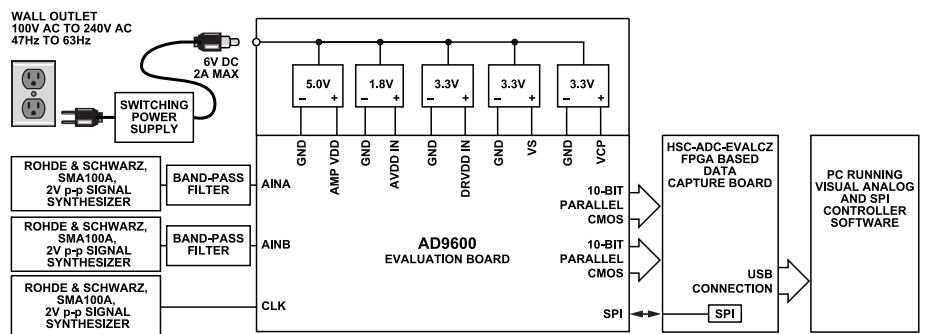 WALL OUTLET
100V AC TO 240V AC
47Hz TO 63Hz
6V DC
2A MAX
SWITCHING
POWER
SUPPLY
5.0V
– +
1.8V
– +
3.3V
– +
3.3V
– +
3.3V
– +
GND
AMP VDD
GND
AVDD IN
GND
DRVDD IN
GND
VS
GND
VCP
ROHDE & SCHWARZ,
SMA100A,
2V p-p SIGNAL
SYNTHESIZER
BAND-PASS
FILTER
AINA
ROHDE & SCHWARZ,
SMA100A,
2V p-p SIGNAL
SYNTHESIZER
BAND-PASS
FILTER
AINB
ROHDE & SCHWARZ,
SMA100A,
2V p-p SIGNAL
SYNTHESIZER
CLK
AD9600
EVALUATION BOARD
10-BIT
PARALLEL
CMOS
10-BIT
PARALLEL
CMOS
SPI
HSC-ADC-EVALCZ
FPGA BASED
DATA
CAPTURE BOARD
USB
CONNECTION
SPI
PC RUNNING
VISUAL ANALOG
AND SPI
CONTROLLER
SOFTWARE